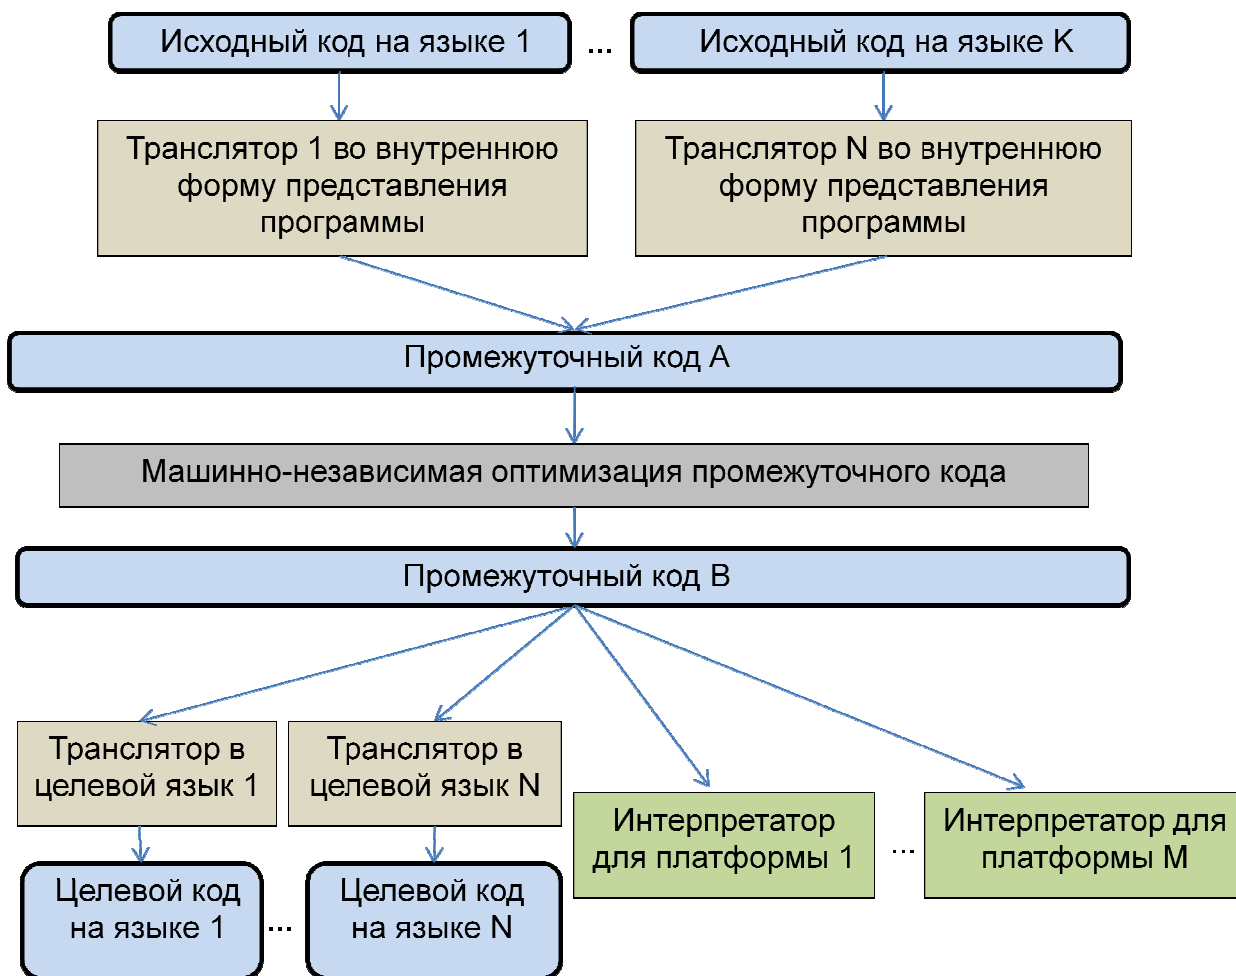 Исходный код на языке 1 ... Исходный код на языке K
Транслятор 1 во внутреннюю
форму представления
программы
Транслятор N во внутреннюю
форму представления
программы
Промежуточный код A
Машинно-независимая оптимизация промежуточного кода
Промежуточный код B
Транслятор в
целевой язык 1
Транслятор в
целевой язык N
Интерпретатор
для платформы 1
...
Интерпретатор для
платформы M
Целевой код
на языке 1
...
Целевой код
на языке N